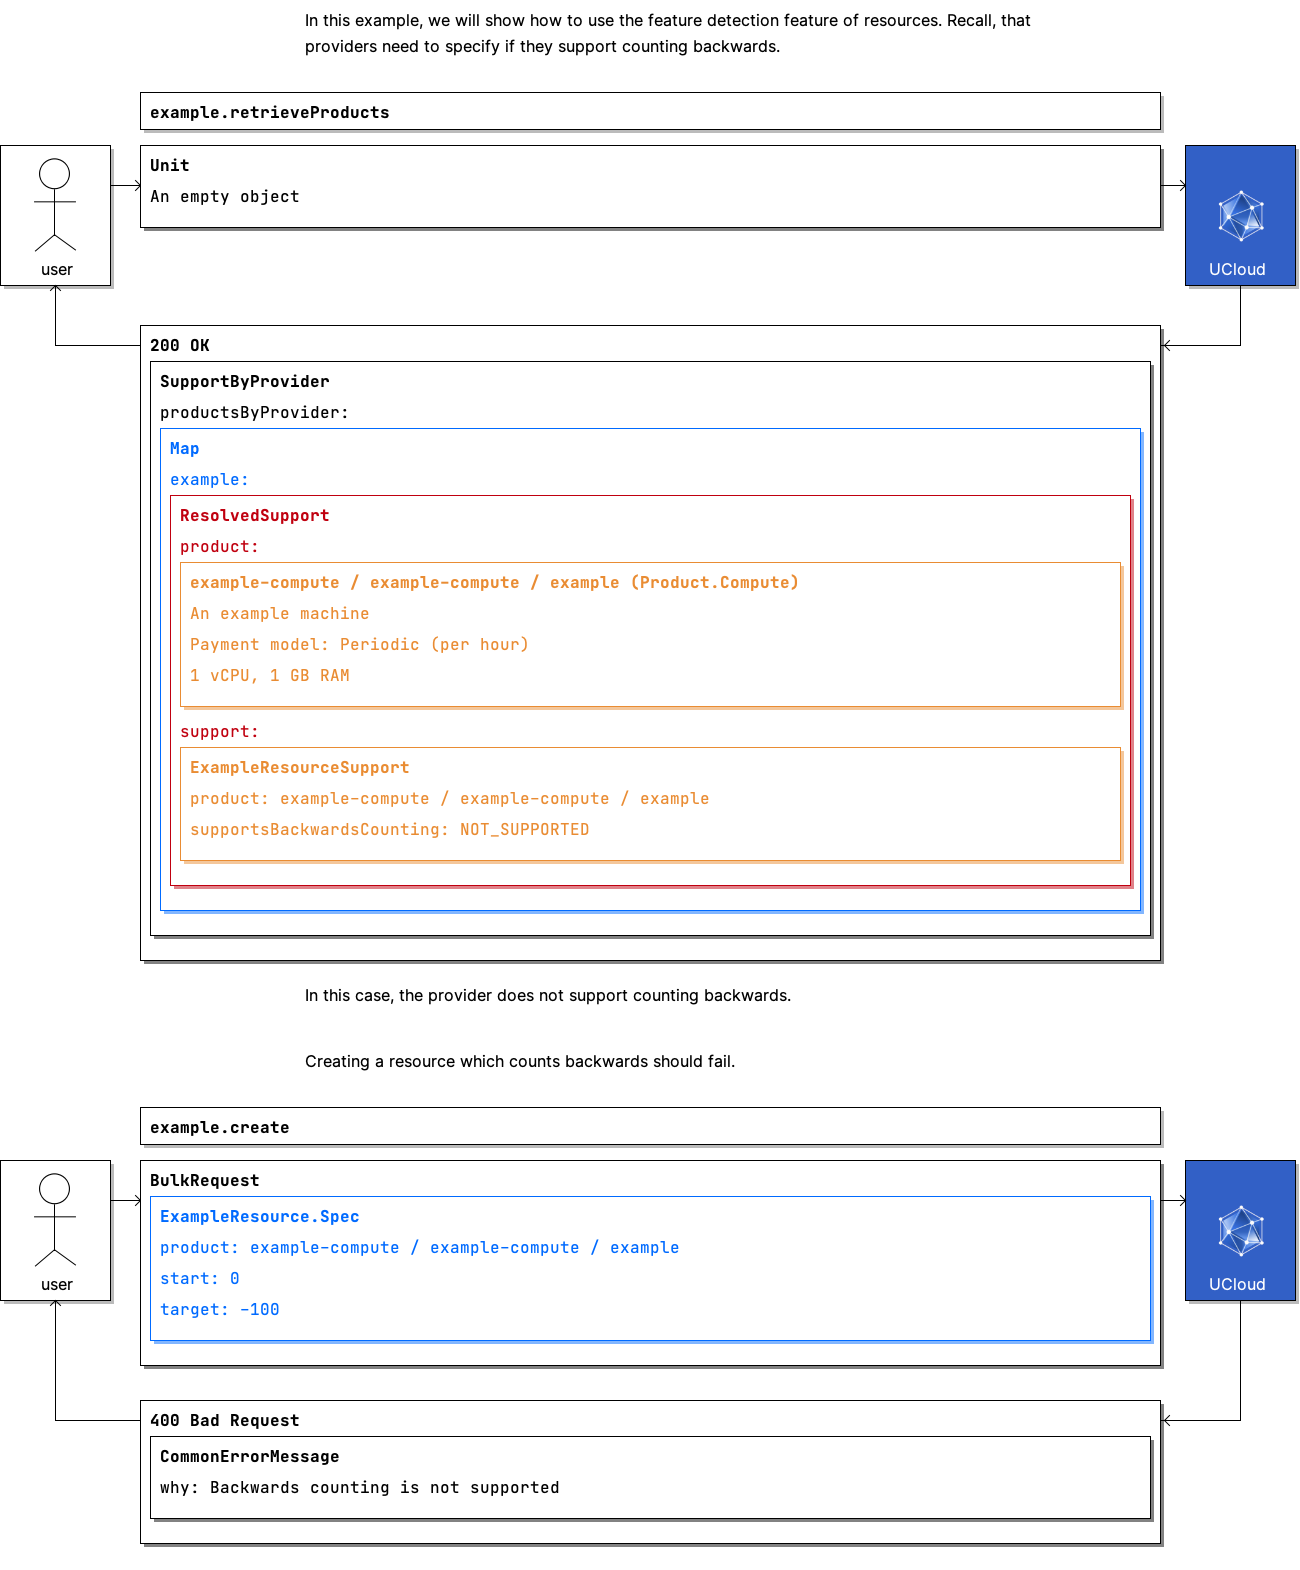 In this example, we will show how to use the feature detection feature of resources. Recall, that
providers need to specify if they support counting backwards.
example.retrieveProducts
Unit
An empty object
user
UCloud
200 OK
SupportByProvider
productsByProvider:
Map
example:
ResolvedSupport
product:
example-compute / example-compute / example (Product.Compute)
An example machine
Payment model: Periodic (per hour)
1 vCPU, 1 GB RAM
support:
ExampleResourceSupport
product: example-compute / example-compute / example
supportsBackwardsCounting: NOT_SUPPORTED
In this case, the provider does not support counting backwards.
Creating a resource which counts backwards should fail.
example.create
BulkRequest
ExampleResource.Spec
product: example-compute / example-compute / example
start: 0
target: -100
user
UCloud
400 Bad Request
CommonErrorMessage
why: Backwards counting is not supported